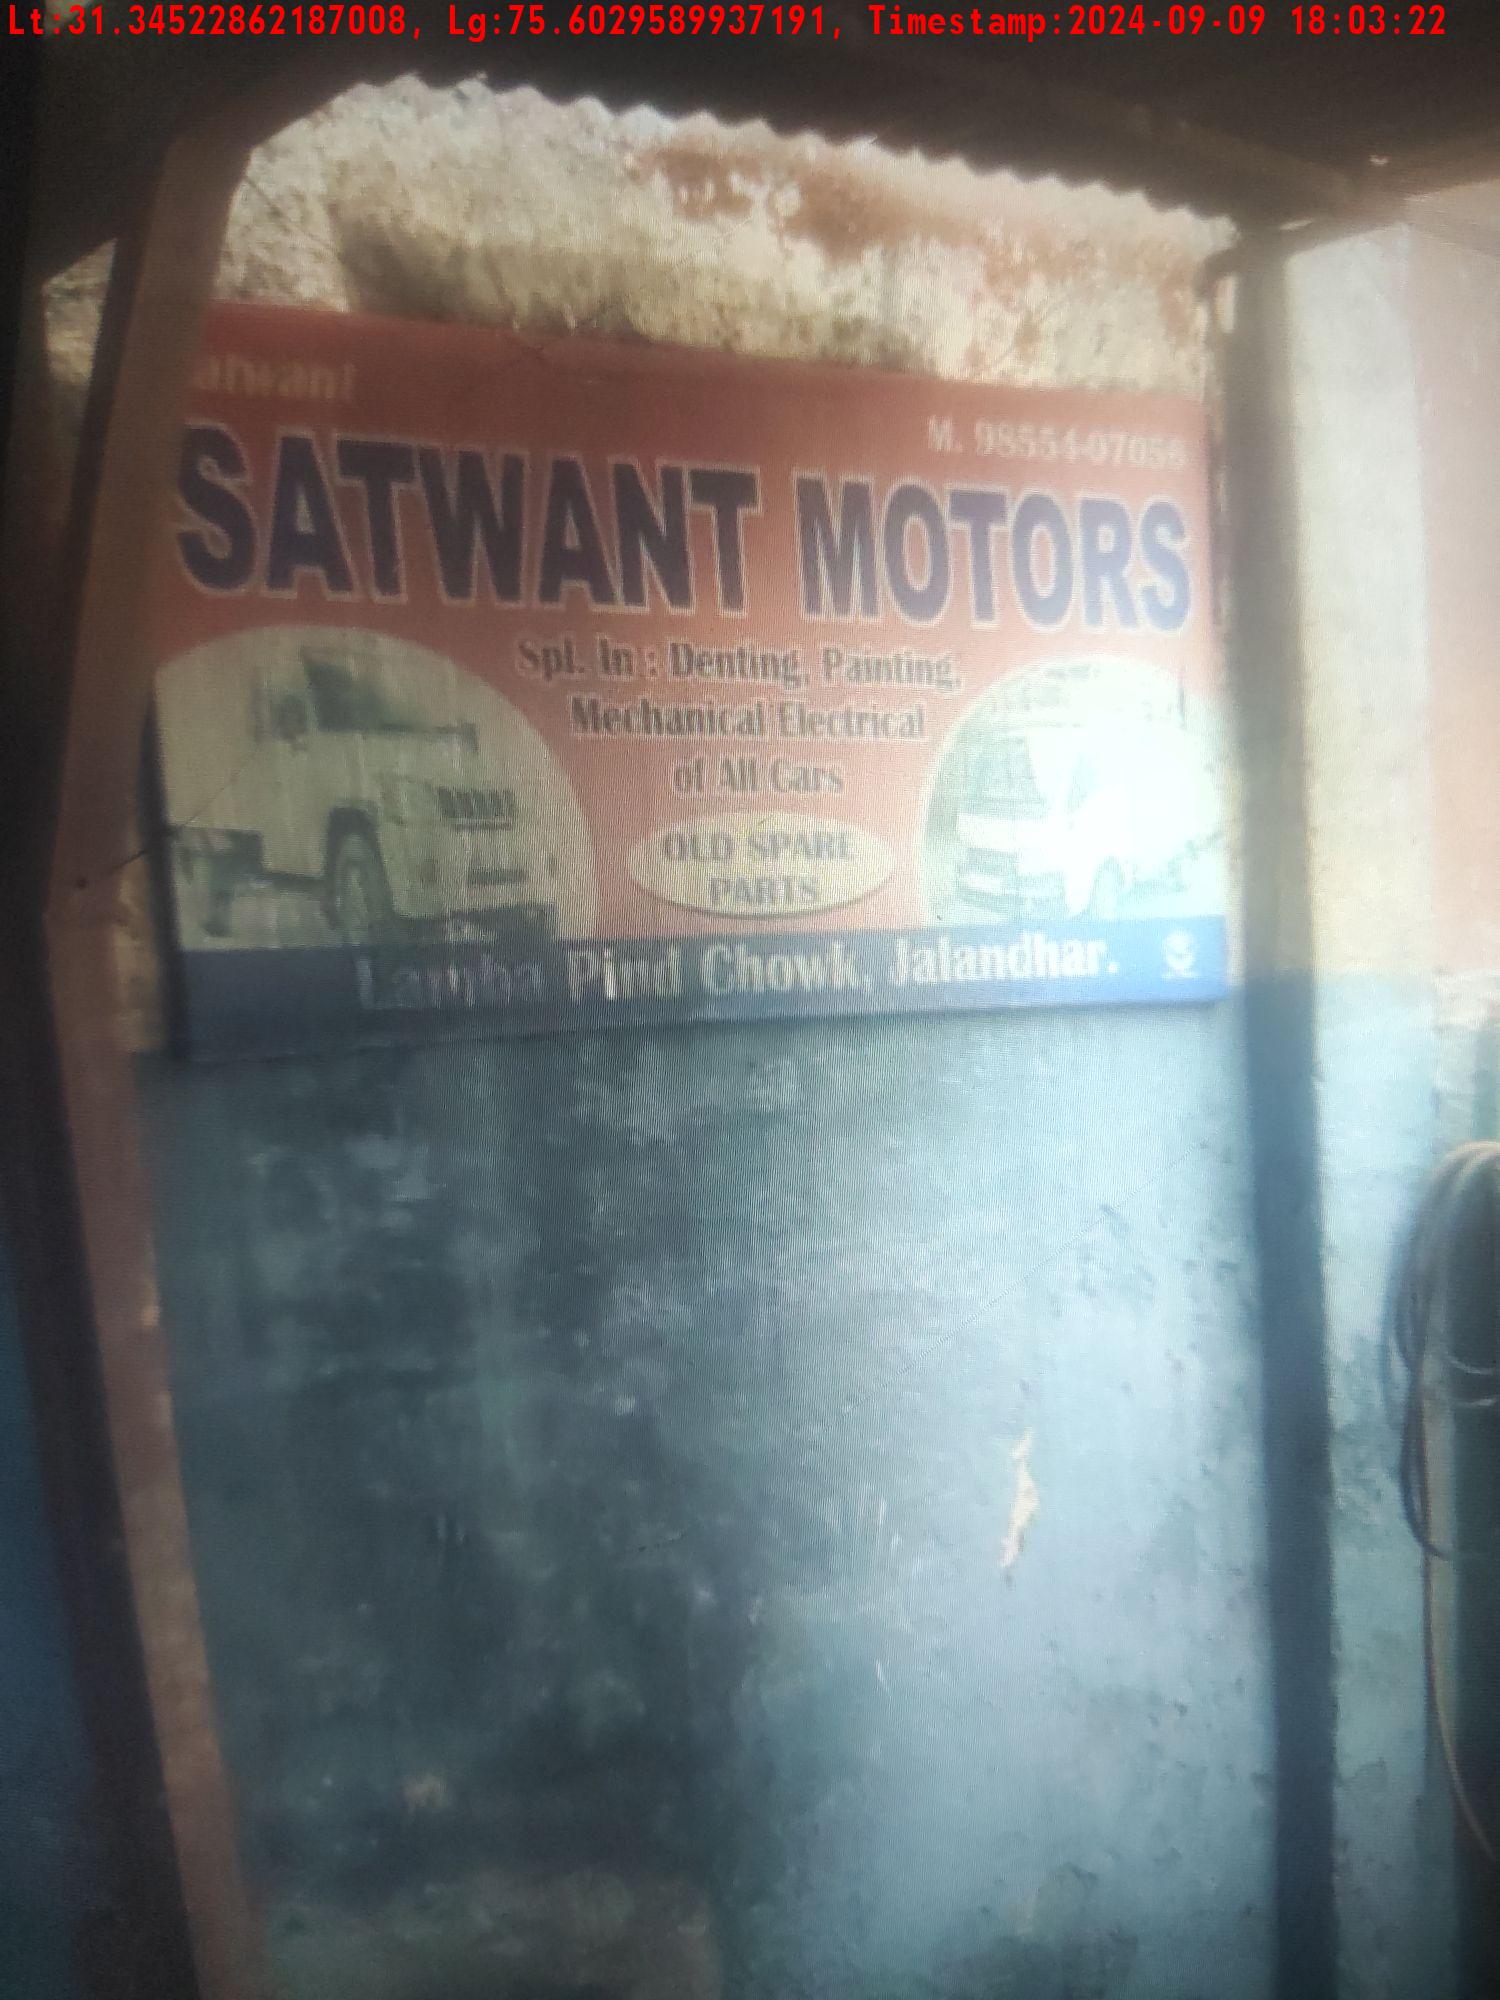 Lt:31.34522862187008, Lg:75.6029589937191, Timestamp:2024-09-09 18:03:22
M. 98554-07056
SATWANT MOTORS
Spl. In : Denting, Painting,
Mechanical Electrical
of All Cars
OLD SPARE
PARTS
Lamba Pind Chowk, Jalandhar.